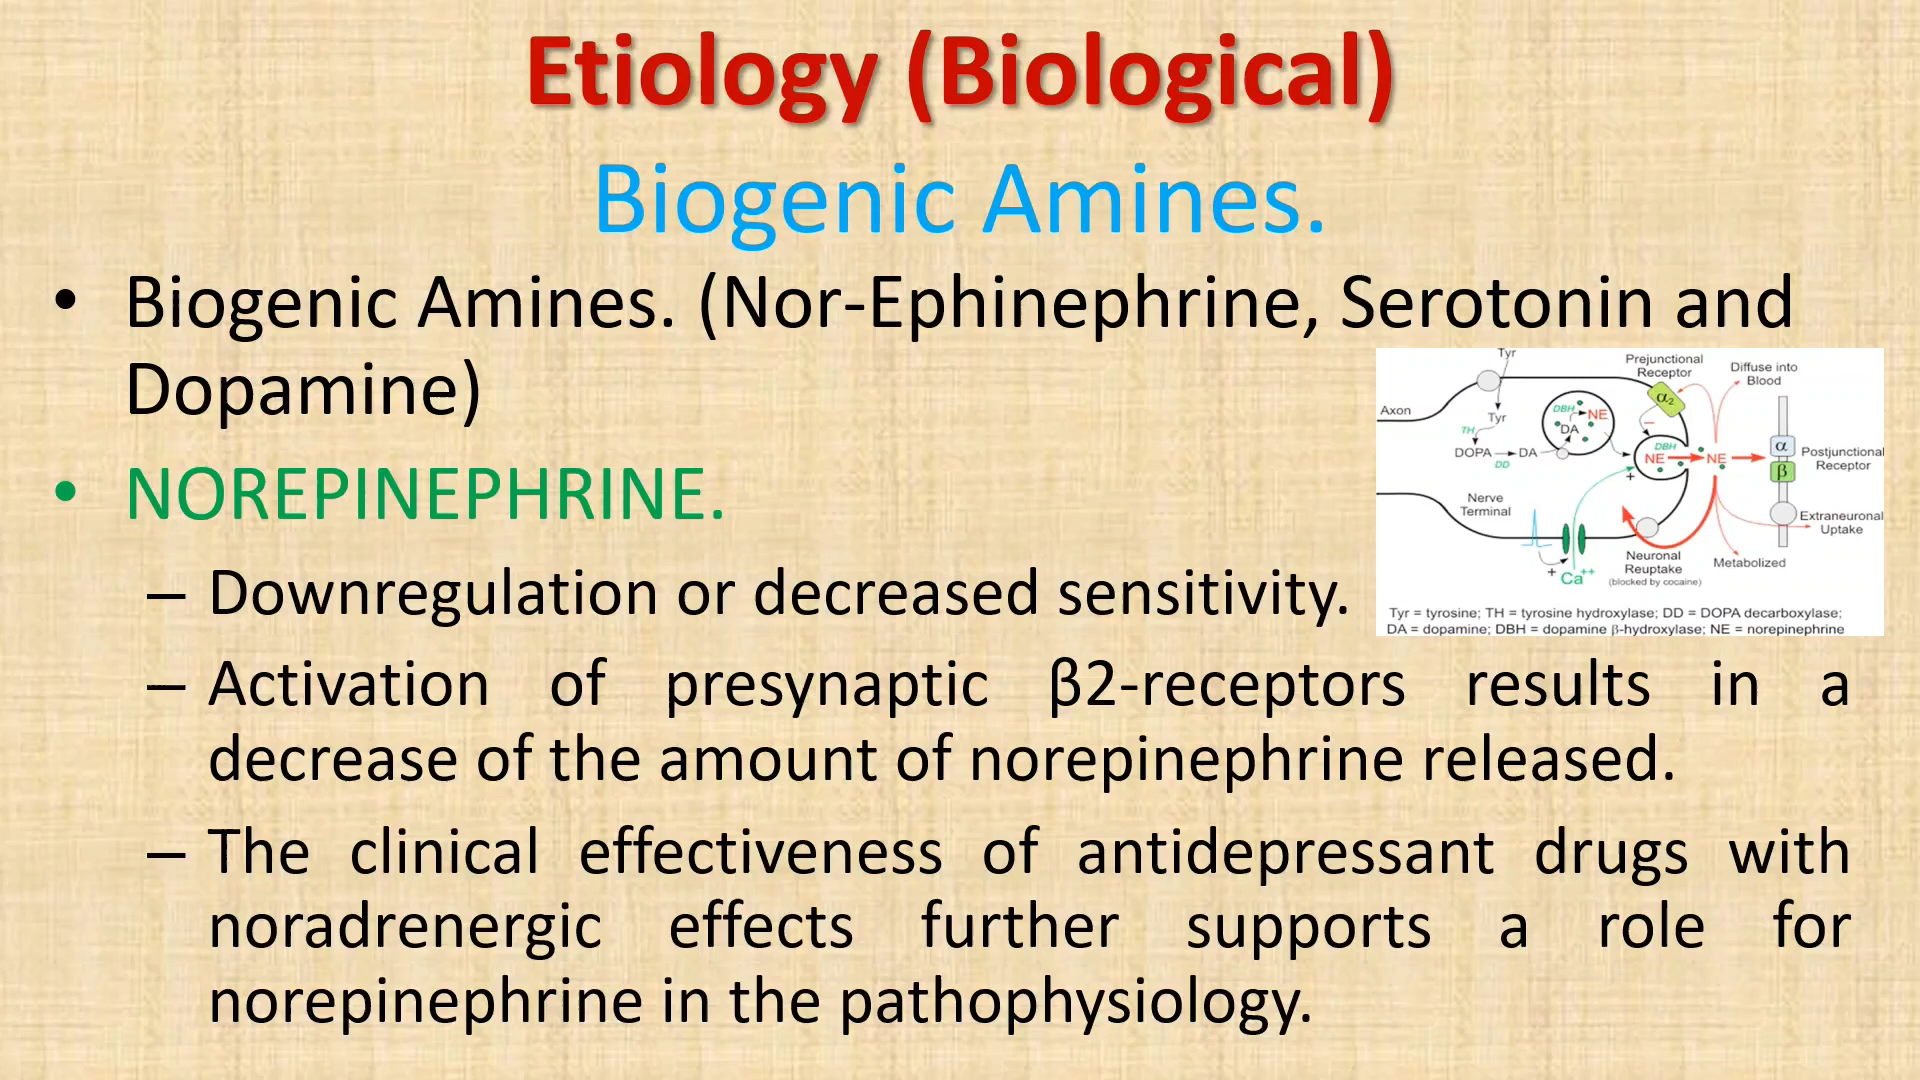 Etiology (Biological)
Biogenic Amines.
• Biogenic Amines. (Nor-Ephinephrine, Serotonin and
Dopamine)
• NOREPINEPHRINE.
– Downregulation or decreased sensitivity.
– Activation of presynaptic β2-receptors results in a
decrease of the amount of norepinephrine released.
– The clinical effectiveness of antidepressant drugs with
noradrenergic effects further supports a role for
norepinephrine in the pathophysiology.
Tyr
Prejunctional
Receptor
Diffuse into
Blood
α2
Axon
Tyr
DBH
NE
DA
TH
DOPA
DA
DD
DBH
NE
NE
–
+
α
β
Postjunctional
Receptor
Nerve
Terminal
Extraneuronal
Uptake
Neuronal
Reuptake
(blocked by cocaine)
Metabolized
+
Ca++
Tyr = tyrosine; TH = tyrosine hydroxylase; DD = DOPA decarboxylase;
DA = dopamine; DBH = dopamine β-hydroxylase; NE = norepinephrine